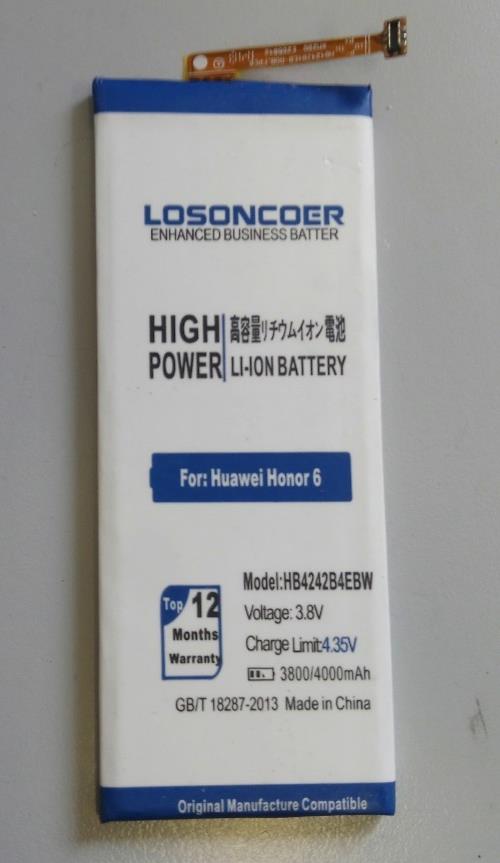 LOSONCOER
ENHANCED BUSINESS BATTER
HIGH POWER
高容量リチウムイオン電池
LI-ION BATTERY
For: Huawei Honor 6
Model:HB4242B4EBW
Voltage: 3.8V
Charge Limit:4.35V
3800/4000mAh
Top 12
Months
Warranty
GB/T 18287-2013 Made in China
Original Manufacture Compatible